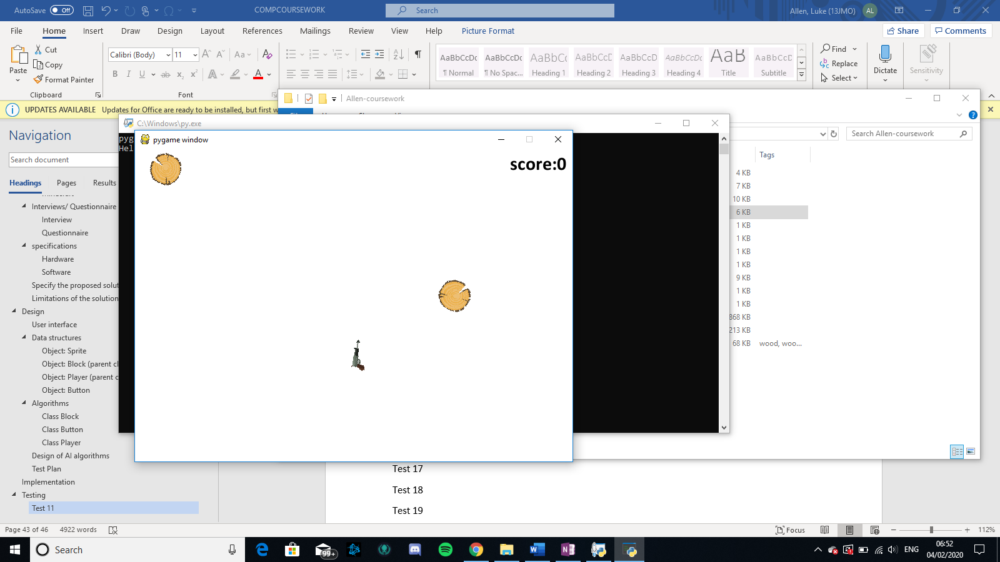 AutoSave Off COMPCOURSEWORK Search Allen, Luke (13JMO) AL
File Home Insert Draw Design Layout References Mailings Review View Help Picture Format Share Comments
Paste Cut Copy Format Painter
Clipboard
Calibri (Body) 11
Font
AaBbCcDc ¶ Normal
AaBbCcDc ¶ No Spac...
AaBbC Heading 1
AaBbCcD Heading 2
AaBbCcD Heading 3
AaBbCcDc Heading 4
AaB Title
AaBbCcD Subtitle
Find
Replace
Select
Dictate
Sensitivity
UPDATES AVAILABLE Updates for Office are ready to be installed, but first w
Allen-coursework
Search Allen-coursework
Tags
4 KB
7 KB
10 KB
6 KB
1 KB
1 KB
1 KB
1 KB
9 KB
1 KB
1 KB
868 KB
213 KB
68 KB wood, woo...
C:\Windows\py.exe
pyg
Hel
pygame window
score:0
Navigation
Search document
Headings Pages Results
Interviews/ Questionnaire
Interview
Questionnaire
specifications
Hardware
Software
Specify the proposed solut
Limitations of the solution
Design
User interface
Data structures
Object: Sprite
Object: Block (parent cl
Object: Player (parent c
Object: Button
Algorithms
Class Block
Class Button
Class Player
Design of AI algorithms
Test Plan
Implementation
Testing
Test 11
Test 17
Test 18
Test 19
Page 43 of 46 4922 words Focus 112%
Search 99+ ENG 06:52
04/02/2020